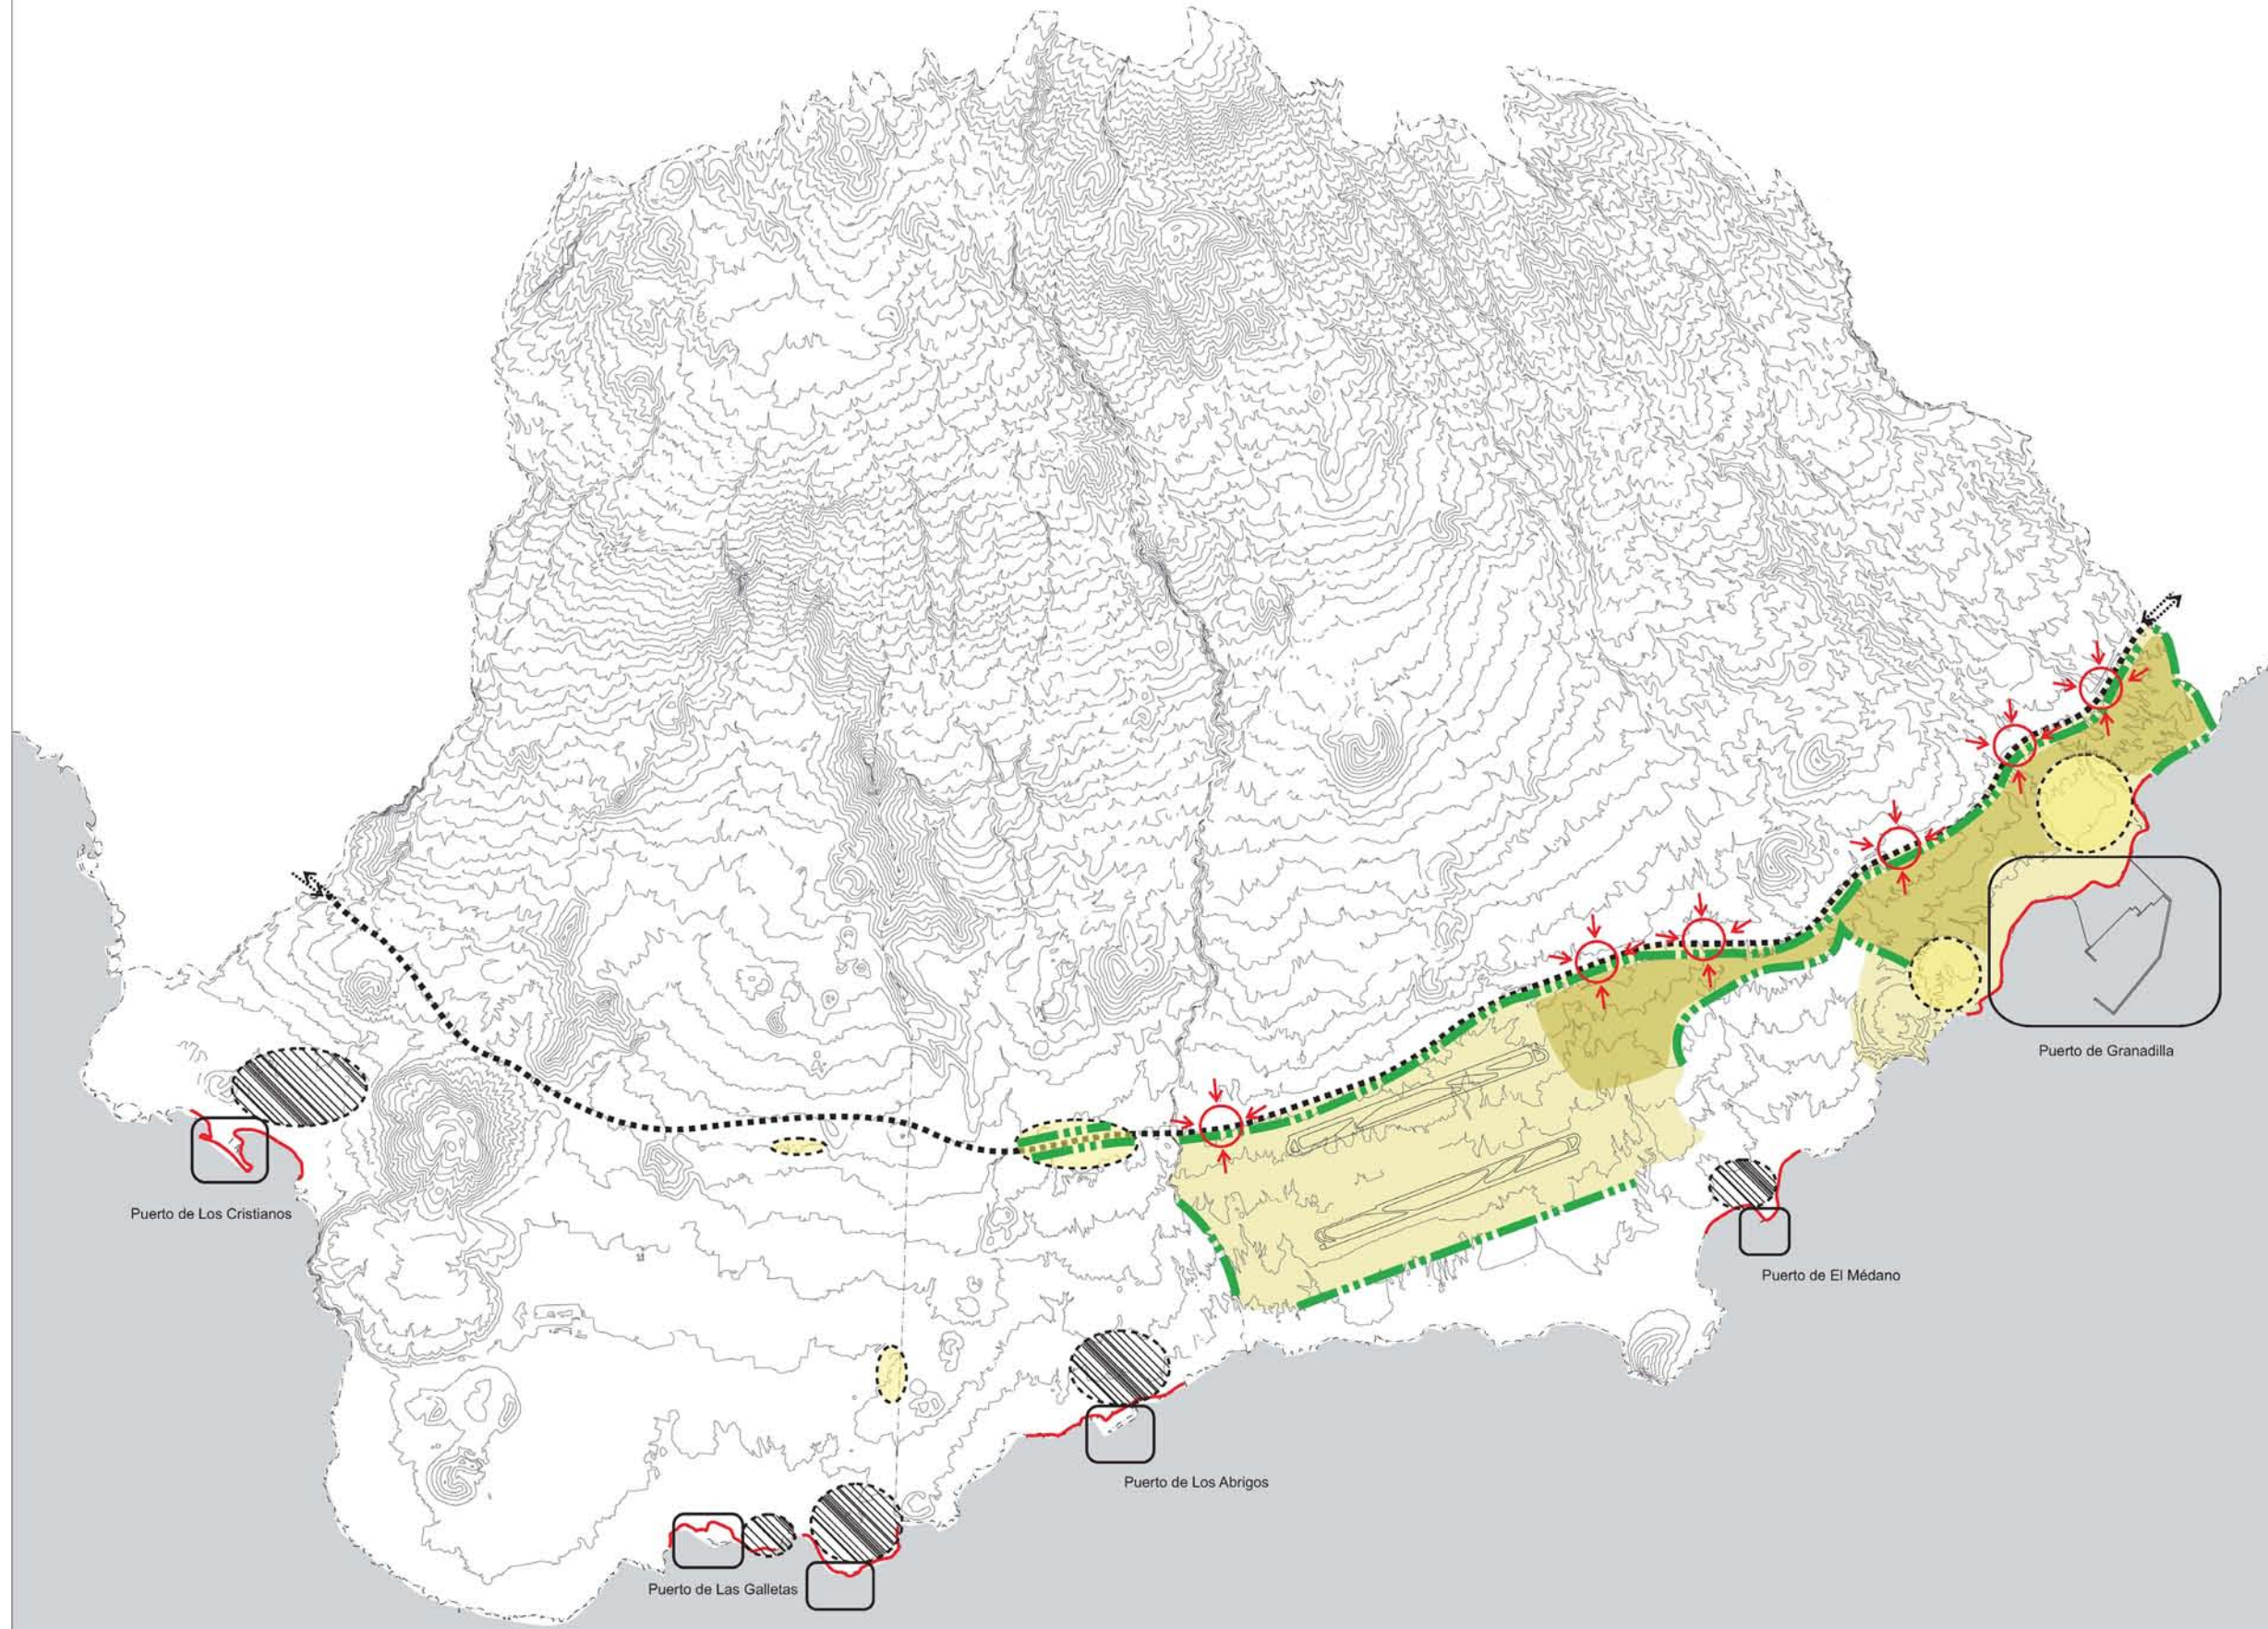 Puerto de Granadilla
Puerto de Los Cristianos
Puerto de El Médano
Puerto de Los Abrigos
Puerto de Las Galletas